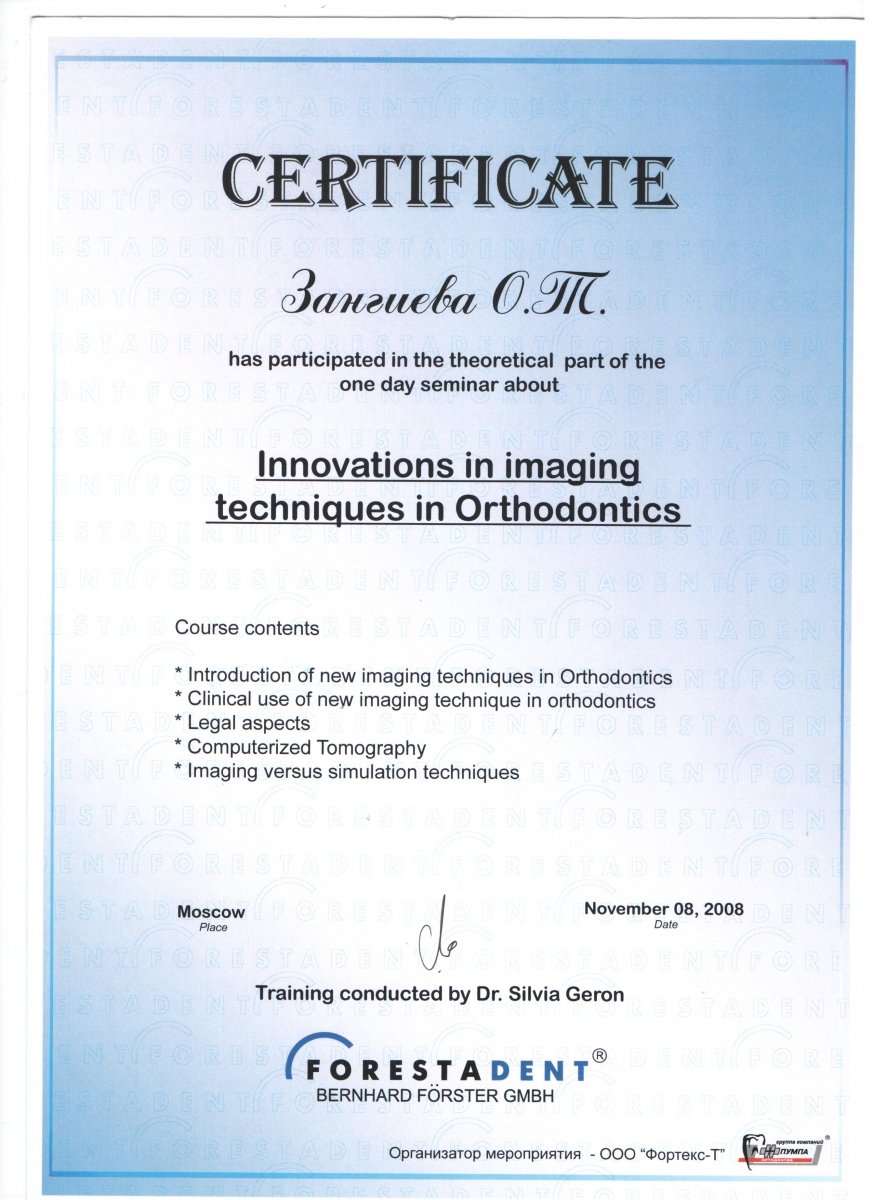 CERTIFICATE
Зангиева О.Т.
has participated in the theoretical part of the
one day seminar about
Innovations in imaging
techniques in Orthodontics
Course contents
* Introduction of new imaging techniques in Orthodontics
* Clinical use of new imaging technique in orthodontics
* Legal aspects
* Computerized Tomography
* Imaging versus simulation techniques
Moscow
Place
November 08, 2008
Date
Training conducted by Dr. Silvia Geron
FORESTADENT®
BERNHARD FÖRSTER GMBH
Организатор мероприятия - ООО “Фортекс-Т”
группа компаний ®
ПУМПА